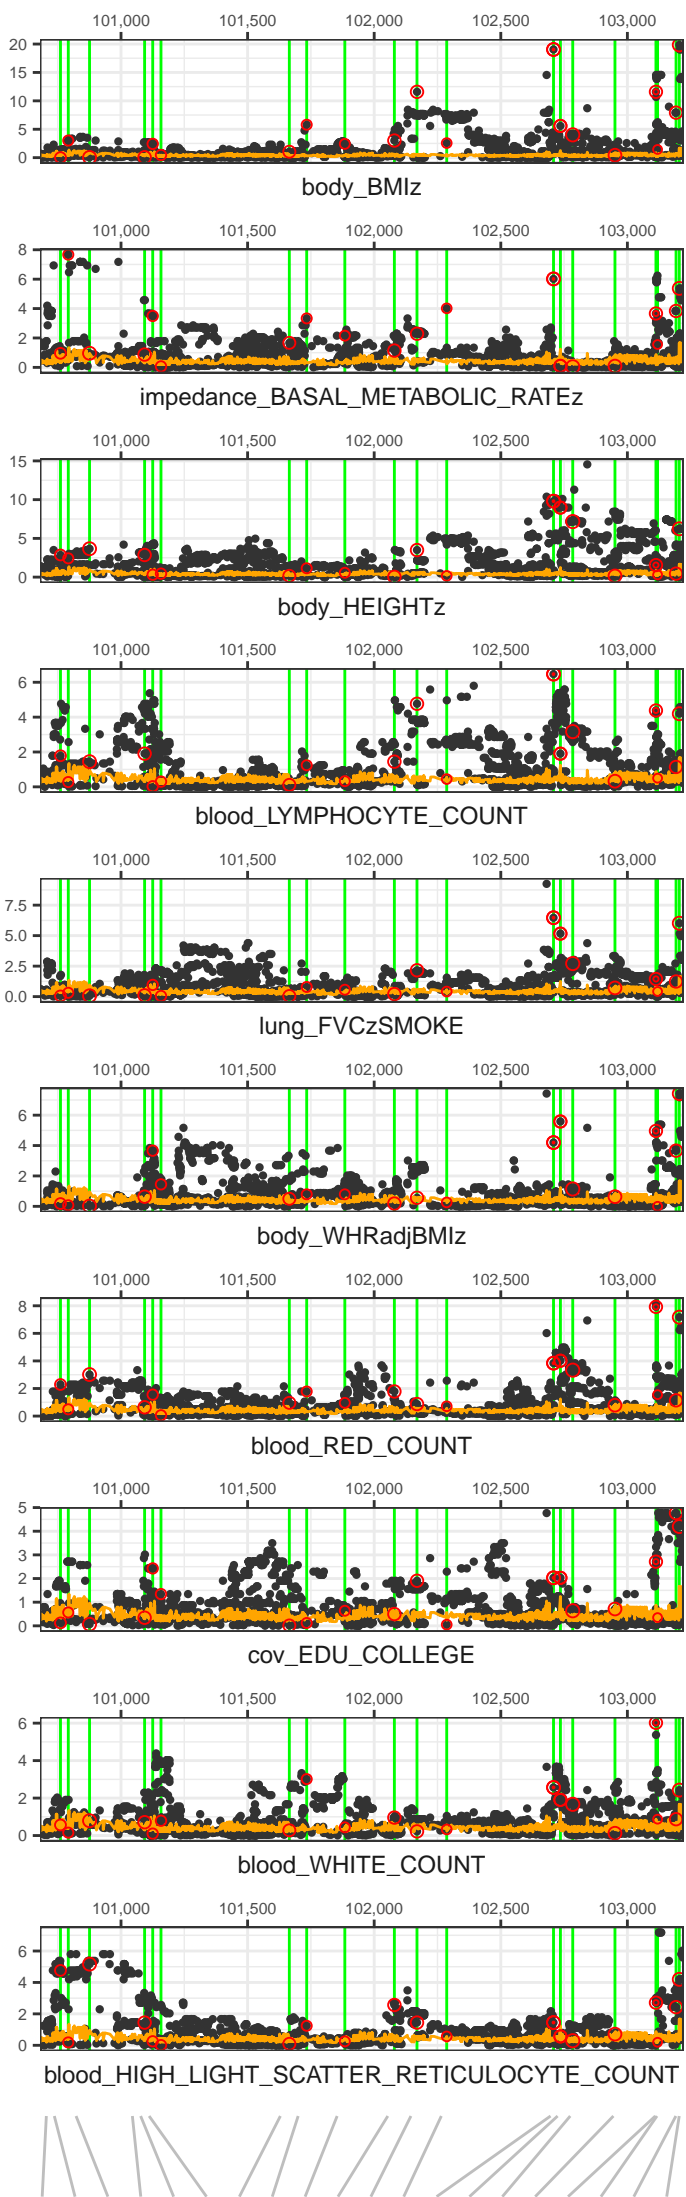 101,000 101,500 102,000 102,500 103,000
20
15
10
5
0
body_BMIz
101,000 101,500 102,000 102,500 103,000
8
6
4
2
0
impedance_BASAL_METABOLIC_RATEz
101,000 101,500 102,000 102,500 103,000
15
10
5
0
body_HEIGHTz
101,000 101,500 102,000 102,500 103,000
6
4
2
0
blood_LYMPHOCYTE_COUNT
101,000 101,500 102,000 102,500 103,000
7.5
5.0
2.5
0.0
lung_FVCzSMOKE
101,000 101,500 102,000 102,500 103,000
6
4
2
0
body_WHRadjBMIz
101,000 101,500 102,000 102,500 103,000
8
6
4
2
0
blood_RED_COUNT
101,000 101,500 102,000 102,500 103,000
5
4
3
2
1
0
cov_EDU_COLLEGE
101,000 101,500 102,000 102,500 103,000
6
4
2
0
blood_WHITE_COUNT
101,000 101,500 102,000 102,500 103,000
6
4
2
0
blood_HIGH_LIGHT_SCATTER_RETICULOCYTE_COUNT